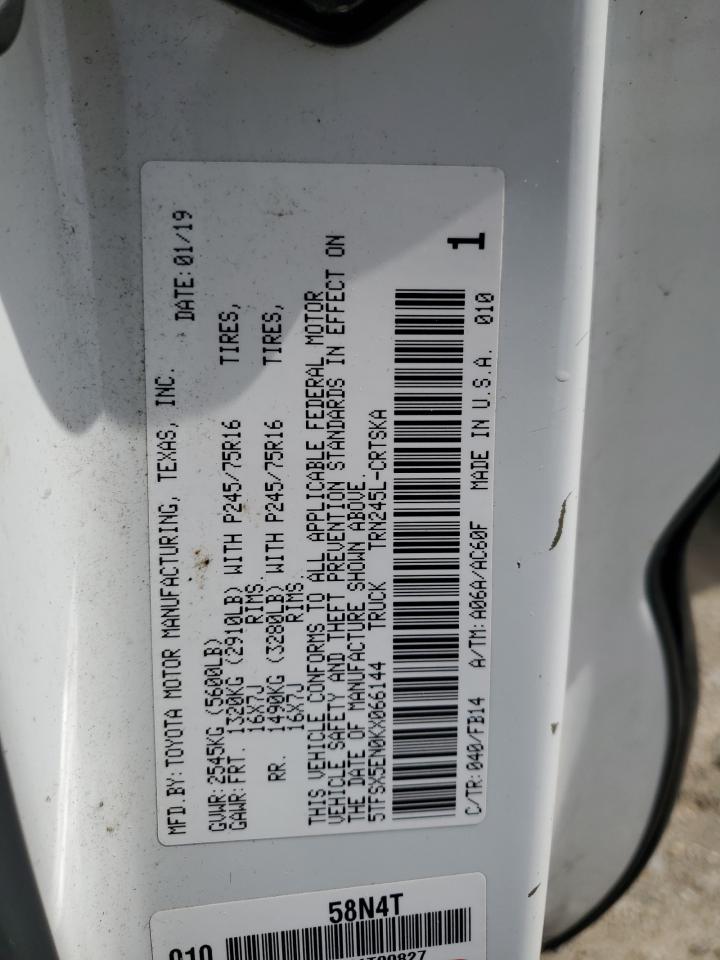 MFD.BY:TOYOTA MOTOR MANUFACTURING, TEXAS, INC.
DATE:01/19
GVWR:2545KG (5600LB)
GAWR:FRT. 1320KG (2910LB) WITH P245/75R16 TIRES,
16X7J RIMS.
RR. 1490KG (3280LB) WITH P245/75R16 TIRES,
16X7J RIMS.
THIS VEHICLE CONFORMS TO ALL APPLICABLE FEDERAL MOTOR
VEHICLE SAFETY AND THEFT PREVENTION STANDARDS IN EFFECT ON
THE DATE OF MANUFACTURE SHOWN ABOVE.
5TFSX5EN0KX066144 TRUCK TRN245L-CRTSKA
1
C/TR:040/FB14 A/TM:A06A/AC60F MADE IN U.S.A. 010
58N4T
010